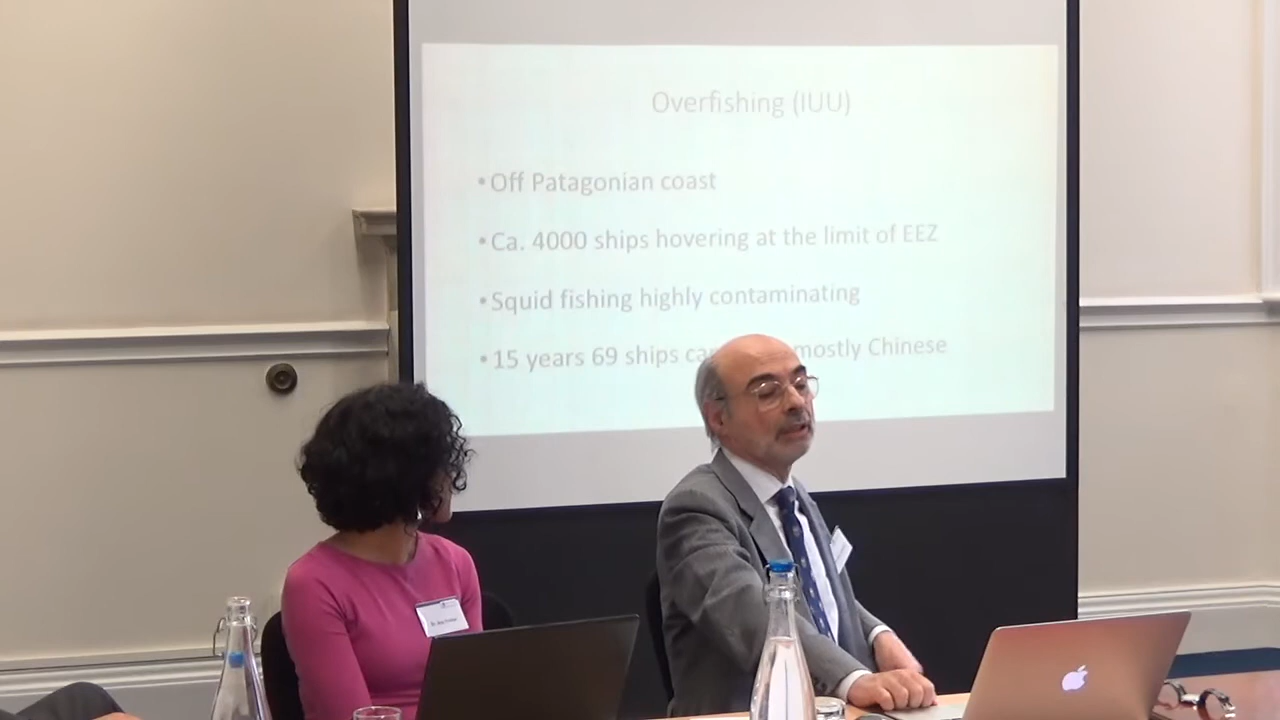 Overfishing (IUU)
• Off Patagonian coast
• Ca. 4000 ships hovering at the limit of EEZ
• Squid fishing highly contaminating
• 15 years 69 ships mostly Chinese